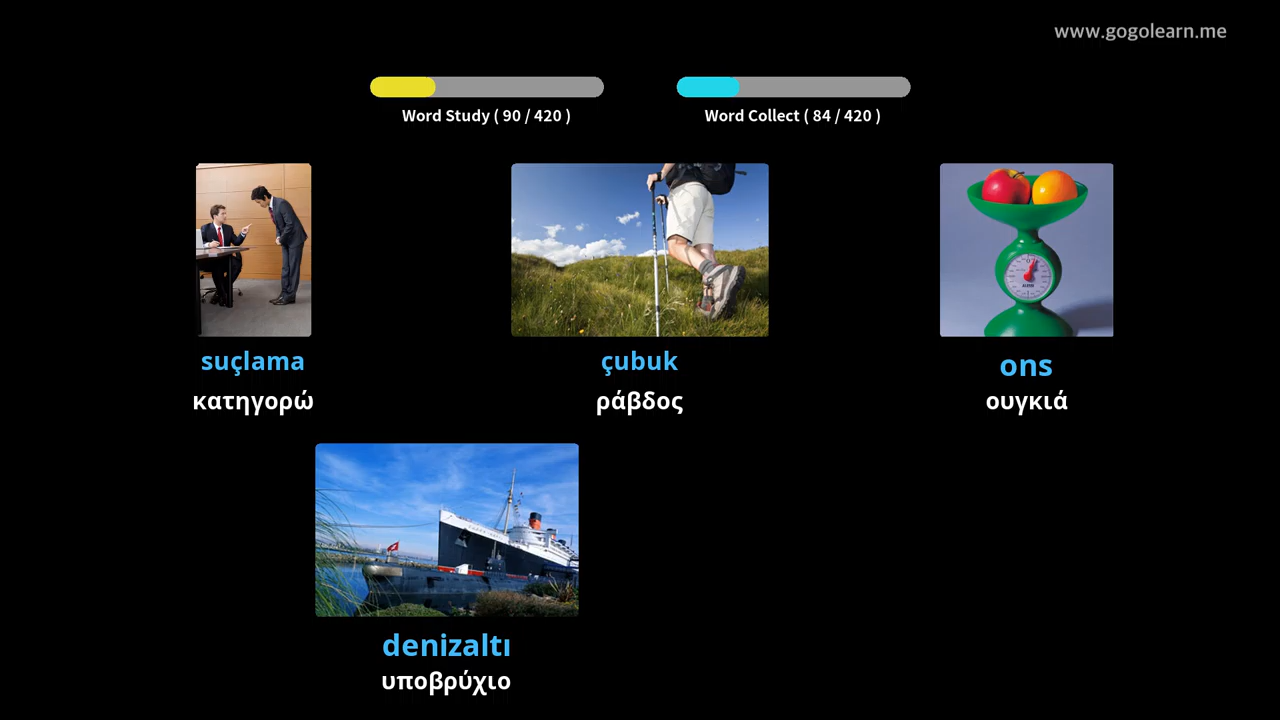 www.gogolearn.me
Word Study ( 90 / 420 )
Word Collect ( 84 / 420 )
suçlama
κατηγορώ
çubuk
ράβδος
ons
ουγκιά
denizaltı
υποβρύχιο